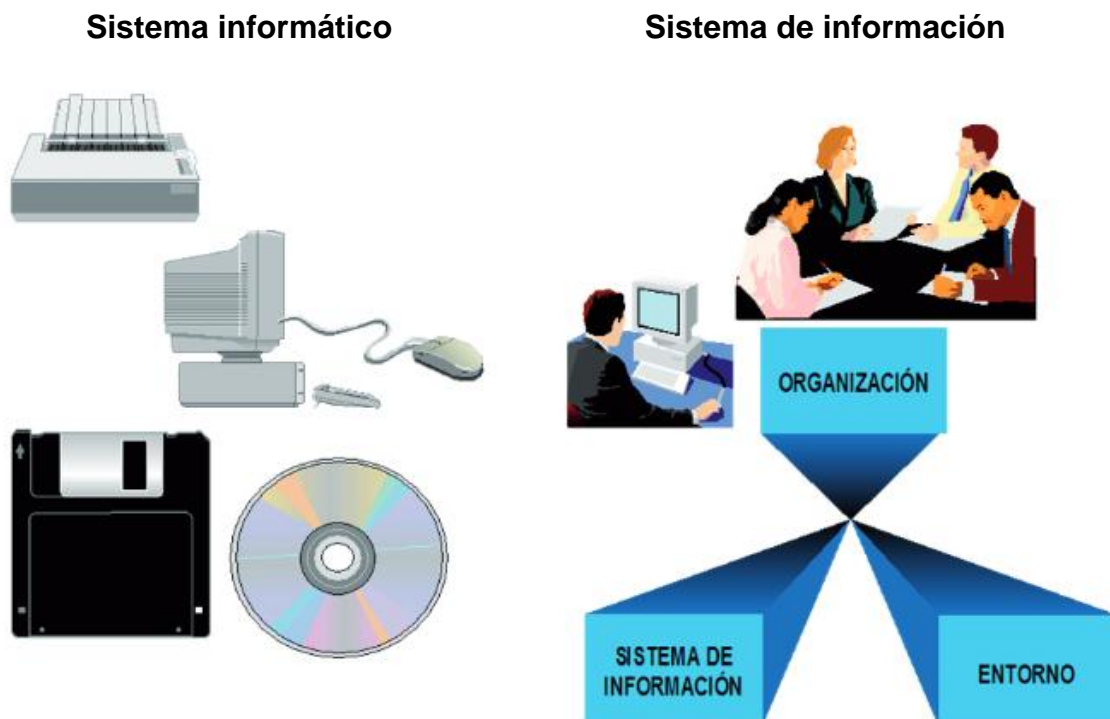 Sistema informático
Sistema de información
ORGANIZACIÓN
SISTEMA DE
INFORMACIÓN
ENTORNO